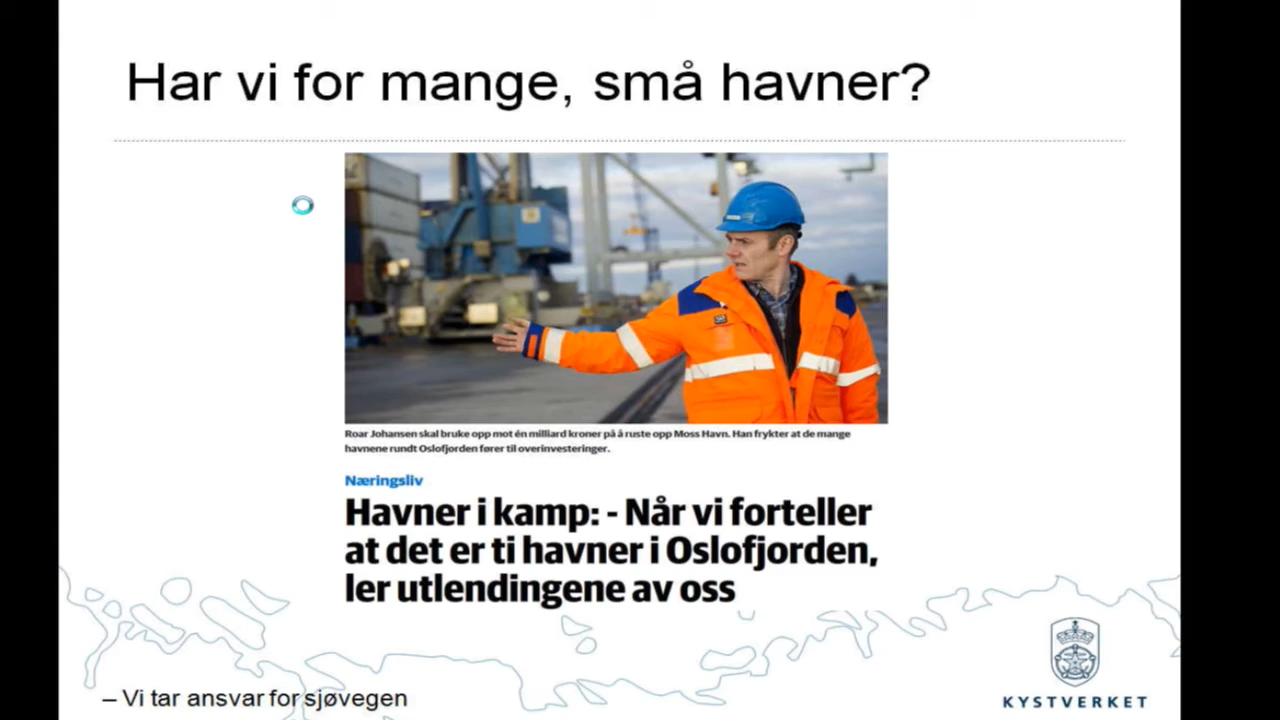 Har vi for mange, små havner?
Roar Johansen skal bruke opp mot én milliard kroner på å ruste opp Moss Havn. Han frykter at de mange
havnene rundt Oslofjorden fører til overinvesteringer.
Næringsliv
Havner i kamp: - Når vi forteller
at det er ti havner i Oslofjorden,
ler utlendingene av oss
– Vi tar ansvar for sjøvegen
KYSTVERKET